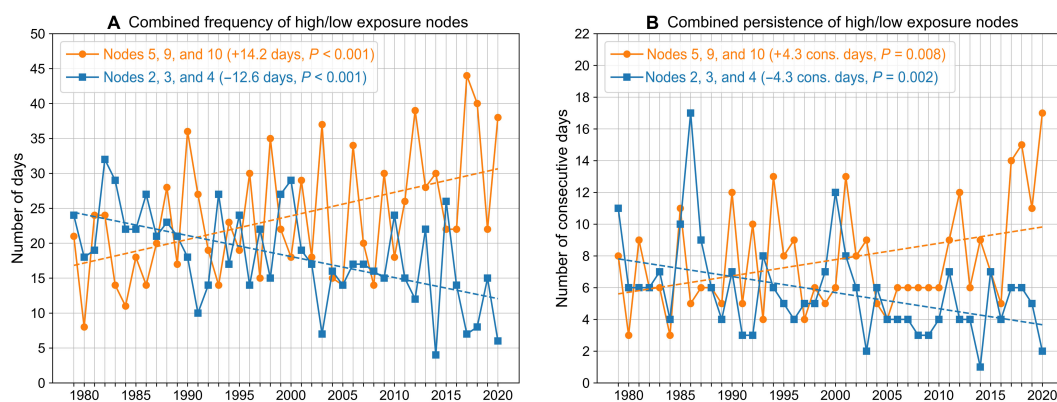 A Combined frequency of high/low exposure nodes
Nodes 5, 9, and 10 (+14.2 days, P < 0.001)
Nodes 2, 3, and 4 (−12.6 days, P < 0.001)
Number of days
50
45
40
35
30
25
20
15
10
5
0
1980 1985 1990 1995 2000 2005 2010 2015 2020
B Combined persistence of high/low exposure nodes
Nodes 5, 9, and 10 (+4.3 cons. days, P = 0.008)
Nodes 2, 3, and 4 (−4.3 cons. days, P = 0.002)
Number of consecutive days
22
20
18
16
14
12
10
8
6
4
2
0
1980 1985 1990 1995 2000 2005 2010 2015 2020